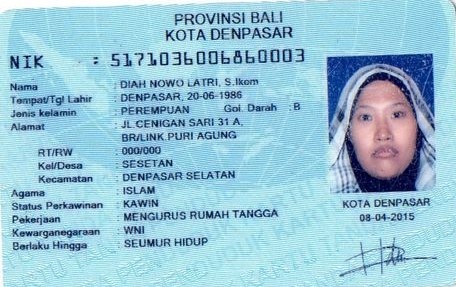 PROVINSI BALI
KOTA DENPASAR
NIK : 5171036006860003
Nama : DIAH NOWO LATRI, S.Ikom
Tempat/Tgl Lahir : DENPASAR, 20-06-1986
Jenis kelamin : PEREMPUAN Gol. Darah : B
Alamat : JL.CENIGAN SARI 31 A,
BR/LINK.PURI AGUNG
RT/RW : 000/000
Kel/Desa : SESETAN
Kecamatan : DENPASAR SELATAN
Agama : ISLAM
Status Perkawinan : KAWIN
Pekerjaan : MENGURUS RUMAH TANGGA
Kewarganegaraan : WNI
Berlaku Hingga : SEUMUR HIDUP
KOTA DENPASAR
08-04-2015